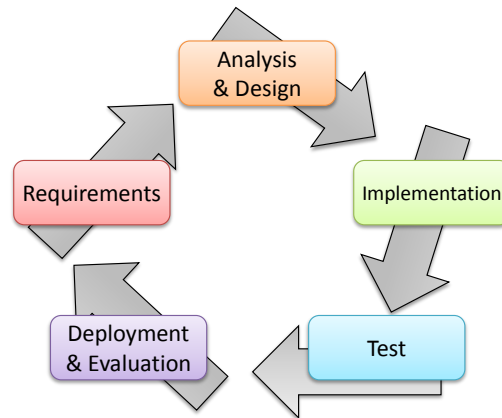 Analysis
& Design
Requirements
Implementation
Deployment
& Evaluation
Test